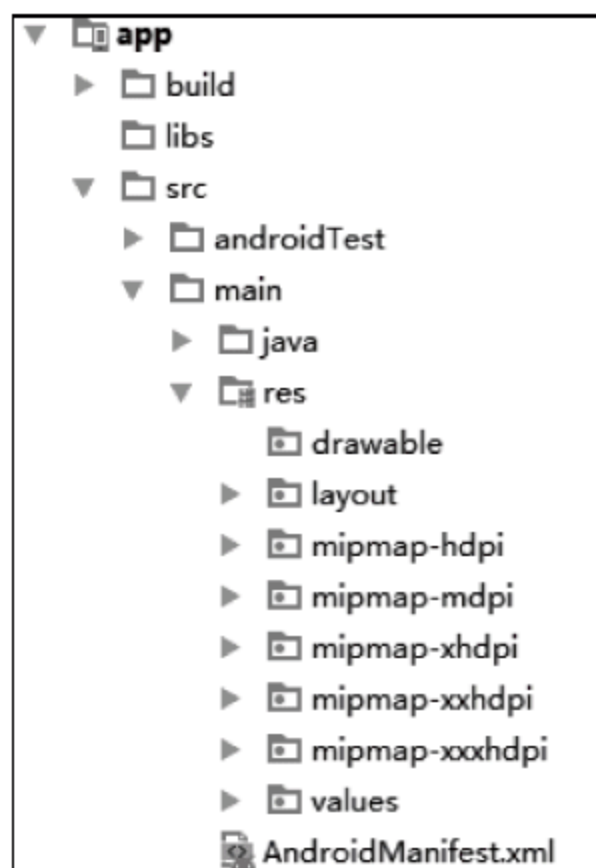 app
build
libs
src
androidTest
main
java
res
drawable
layout
mipmap-hdpi
mipmap-mdpi
mipmap-xhdpi
mipmap-xxhdpi
mipmap-xxxhdpi
values
AndroidManifest.xml